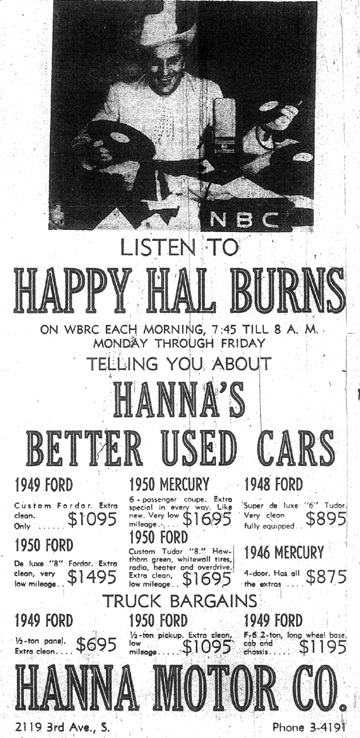 NBC
LISTEN TO
HAPPY HAL BURNS
ON WBRC EACH MORNING, 7:45 TILL 8 A. M.
MONDAY THROUGH FRIDAY
TELLING YOU ABOUT
HANNA'S
BETTER USED CARS
1949 FORD
Custom Fordor. Extra
clean.
Only ...... $1095
1950 FORD
De luxe "8" Fordor. Extra
clean, very
low mileage.. $1495
1950 MERCURY
6-passenger coupe. Extra
special in every way. Like
new. Very low
mileage..... $1695
1950 FORD
Custom Tudor "8." Haw-
thorn green, whitewall tires,
radio, heater and overdrive.
Extra clean,
low mileage.. $1695
1948 FORD
Super de luxe "6" Tudor.
Very clean
fully equipped.. $895
1946 MERCURY
4-door. Has all
the extras .... $875
TRUCK BARGAINS
1949 FORD
½-ton panel.
Extra clean.... $695
1950 FORD
½-ton pickup. Extra clean,
low
mileage..... $1095
1949 FORD
F-6 2-ton, long wheel base,
cab and
chassis..... $1195
HANNA MOTOR CO.
2119 3rd Ave., S. Phone 3-4191